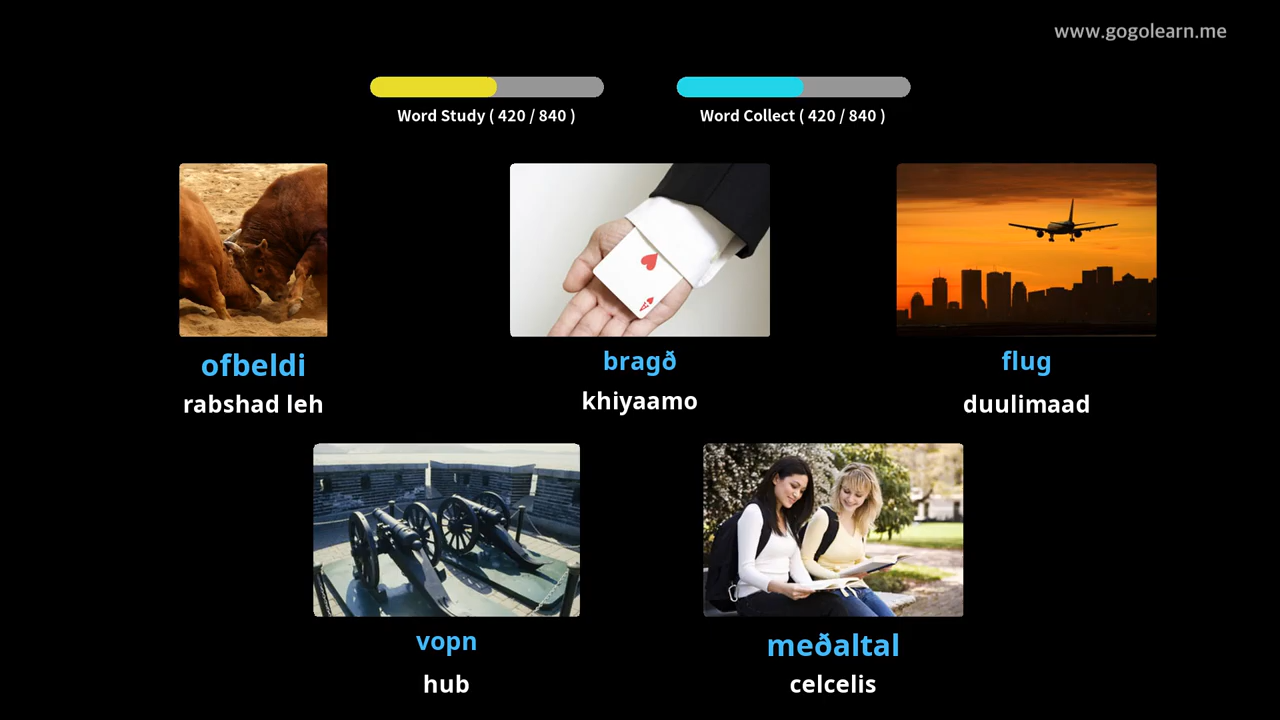 www.gogolearn.me
Word Study ( 420 / 840 )
Word Collect ( 420 / 840 )
ofbeldi
rabshad leh
bragð
khiyaamo
flug
duulimaad
vopn
hub
meðaltal
celcelis